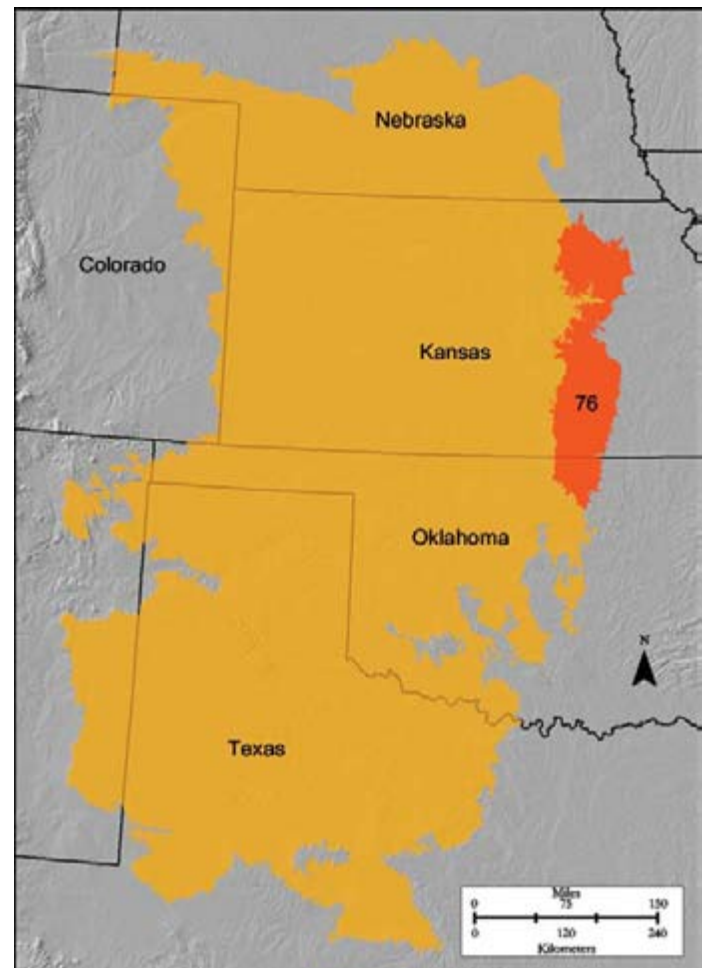 Nebraska
Colorado
Kansas
76
Oklahoma
N
Texas
Miles
0 75 150
0 120 240
Kilometers